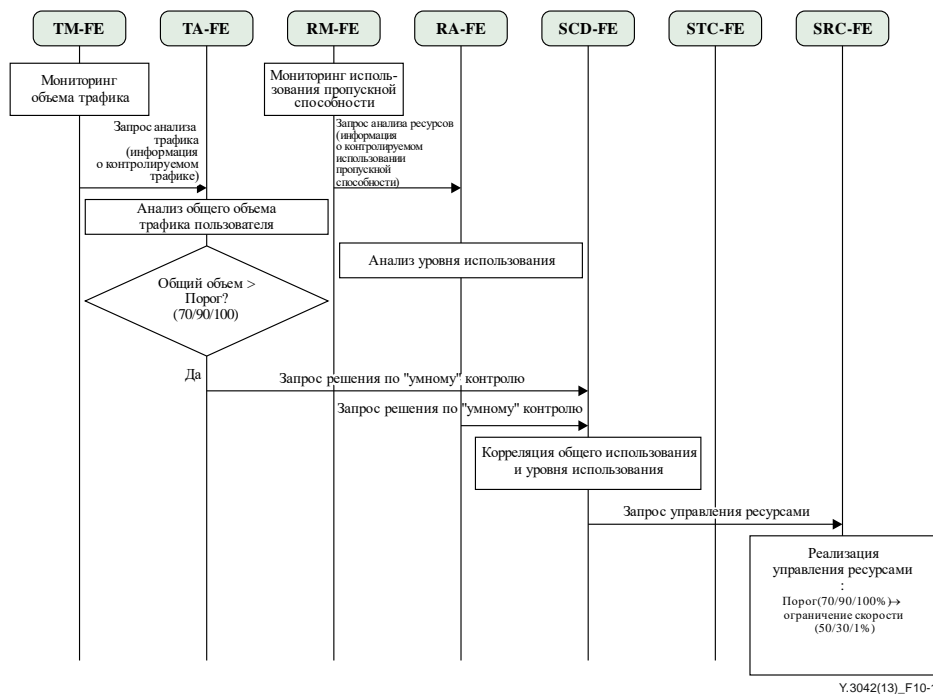 TM-FE
TA-FE
RM-FE
RA-FE
SCD-FE
STC-FE
SRC-FE
Мониторинг
объема трафика
Мониторинг исполь-
зования пропускной
способности
Запрос анализа
трафика
(информация
о контролируемом
трафике)
Запрос анализа ресурсов
(информация
о контролируемом
использовании
пропускной
способности)
Анализ общего объема
трафика пользователя
Анализ уровня использования
Общий объем >
Порог?
(70/90/100)
Да
Запрос решения по "умному" контролю
Запрос решения по "умному" контролю
Корреляция общего использования
и уровня использования
Запрос управления ресурсами
Реализация
управления ресурсами
:
Порог(70/90/100%)→
ограничение скорости
(50/30/1%)